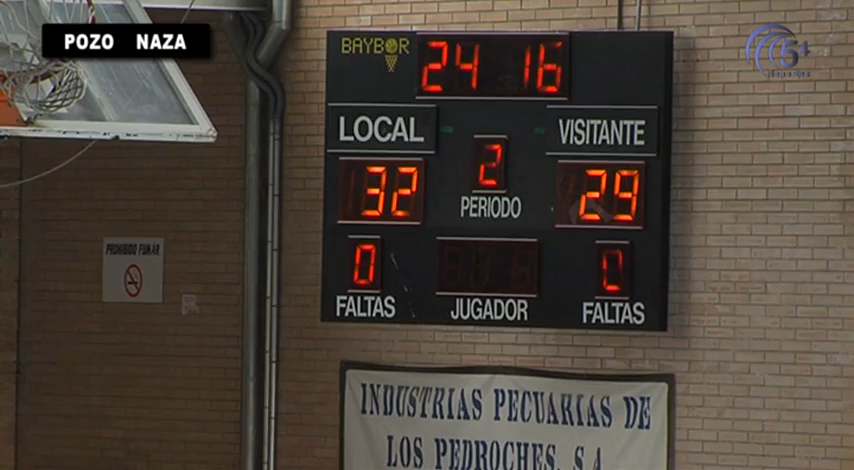 POZO NAZA
BAYBOR
24 16
LOCAL
VISITANTE
2
32
29
PERIODO
0
FALTAS
JUGADOR
FALTAS
PROHIBIDO FUMAR
5
INDUSTRIAS PECUARIAS DE
LOS PEDROCHES, S.A.